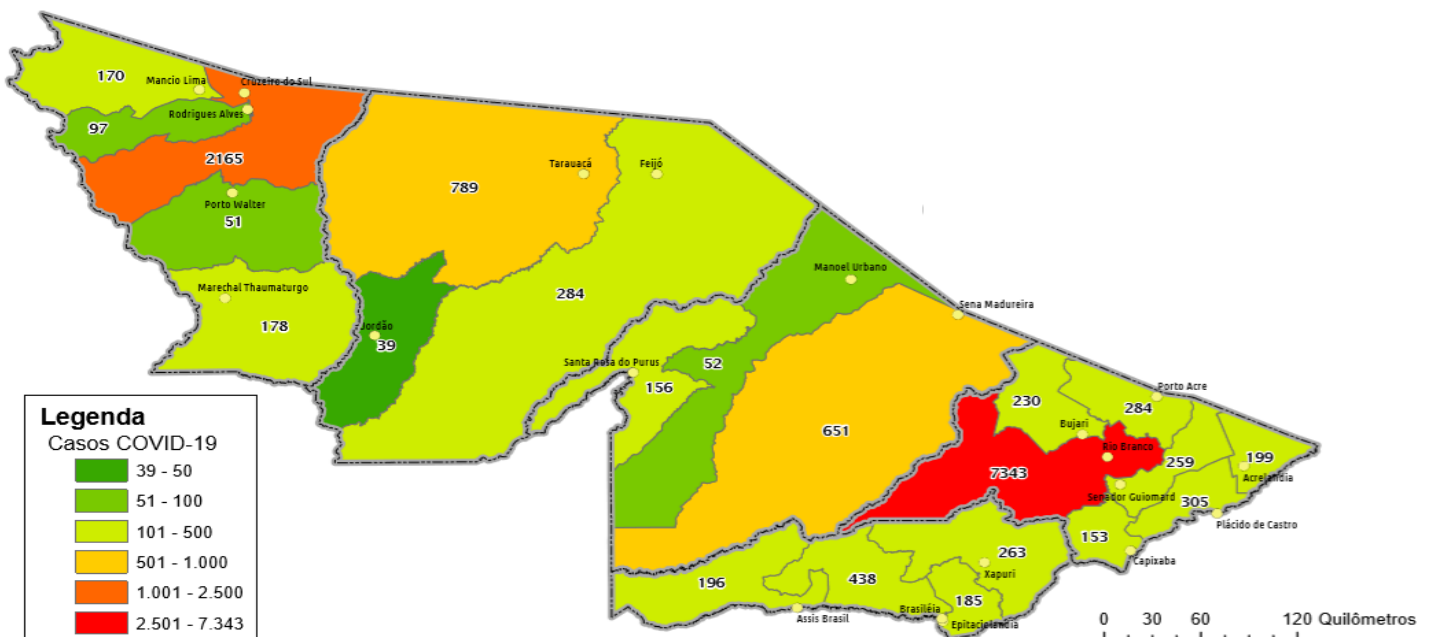 170
Mancio Lima
Cruzeiro do Sul
Rodrigues Alves
97
2165
Porto Walter
51
Marechal Thaumaturgo
178
789
Tarauacá
Feijó
284
Jordão
39
Manoel Urbano
Sena Madureira
Santa Rosa do Purus
156
52
651
230
Porto Acre
284
Bujari
Rio Branco
7343
259
199
Acrelandia
Senador Guiomard
305
Plácido de Castro
153
Capixaba
263
Xapuri
196
438
185
Assis Brasil
Brasiléia
Epitaciolandia
Legenda
Casos COVID-19
39 - 50
51 - 100
101 - 500
501 - 1.000
1.001 - 2.500
2.501 - 7.343
0 30 60 120 Quilômetros